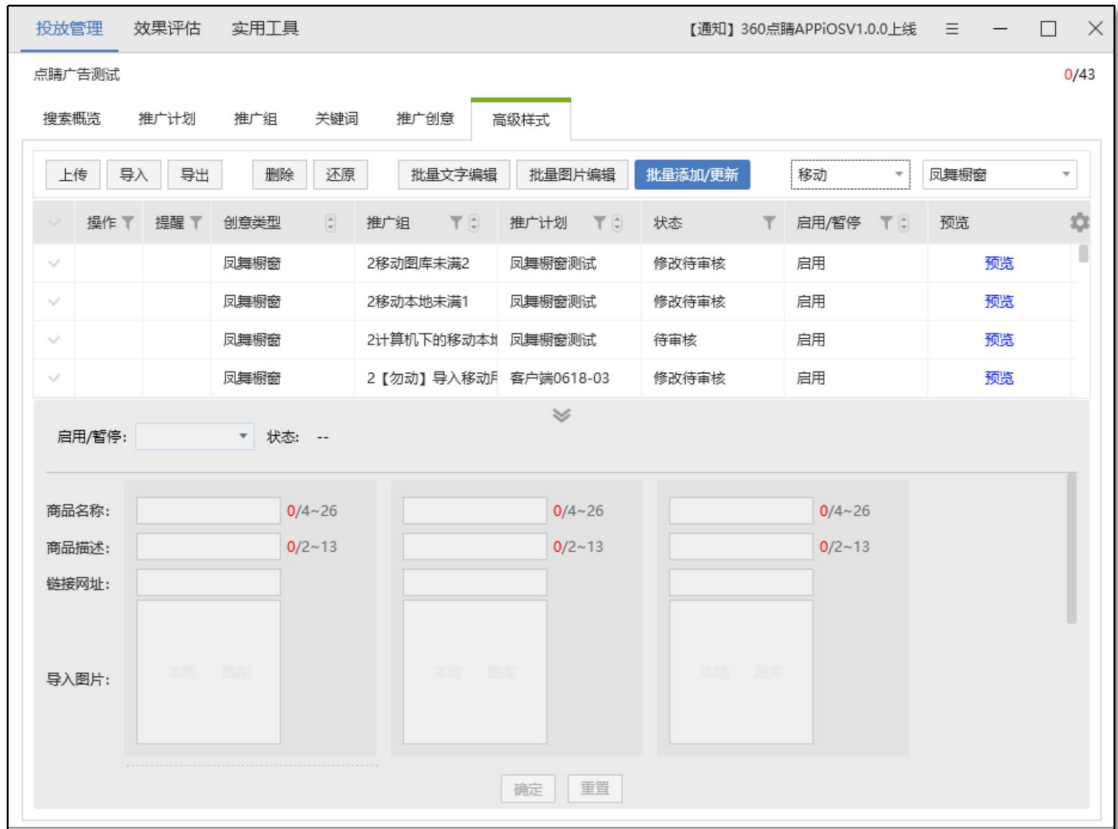 投放管理 效果评估 实用工具 【通知】360点睛APPiOSV1.0.0上线
点睛广告测试 0/43
搜索概览 推广计划 推广组 关键词 推广创意 高级样式
上传 导入 导出 删除 还原 批量文字编辑 批量图片编辑 批量添加/更新 移动 凤舞橱窗
操作 提醒 创意类型 推广组 推广计划 状态 启用/暂停 预览
凤舞橱窗 2移动图库未满2 凤舞橱窗测试 修改待审核 启用 预览
凤舞橱窗 2移动本地未满1 凤舞橱窗测试 修改待审核 启用 预览
凤舞橱窗 2计算机下的移动本地 凤舞橱窗测试 待审核 启用 预览
凤舞橱窗 2【勿动】导入移动用 客户端0618-03 修改待审核 启用 预览
启用/暂停: 状态: --
商品名称: 0/4~26 0/4~26 0/4~26
商品描述: 0/2~13 0/2~13 0/2~13
链接网址:
导入图片: 本地 图库 本地 图库 本地 图库
确定 重置